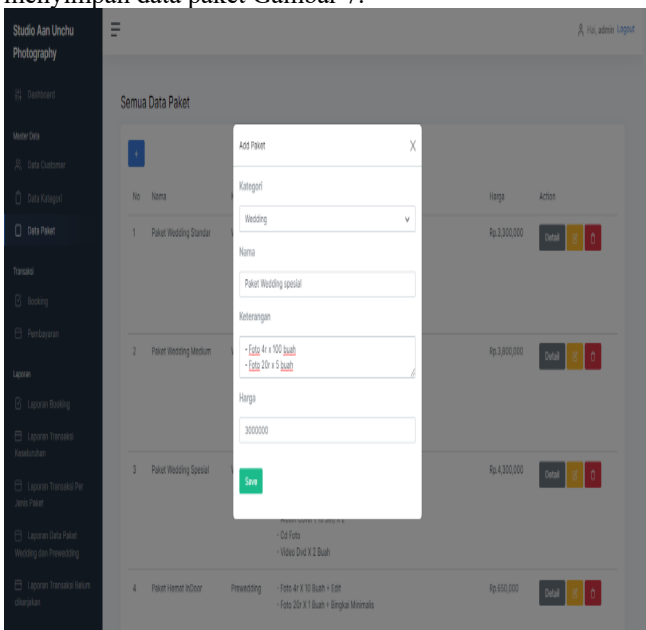 menyimpan data paket Gambar 7.
Studio Aan Unchu
Photography
Hai, admin Logout
Dashboard
Semua Data Paket
Master Data
Data Customer
Data Kategori
Data Paket
Transaksi
Booking
Pembayaran
Laporan
Laporan Booking
Laporan Transaksi
Keseluruhan
Laporan Transaksi Per
Jenis Paket
Laporan Data Paket
Wedding dan Prewedding
Laporan Transaksi Belum
dikerjakan
+
No Nama Harga Action
1 Paket Wedding Standar Rp.3,300,000 Detail
2 Paket Wedding Medium Rp.3,800,000 Detail
3 Paket Wedding Spesial Rp.4,300,000 Detail
- Cd Foto
- Video Dvd X 2 Buah
4 Paket Hemat InDoor Prewedding - Foto 4r X 10 Buah + Edit Rp.650,000 Detail
- Foto 20r X 1 Buah + Bingkai Minimalis
Add Paket X
Kategori
Wedding
Nama
Paket Wedding spesial
Keterangan
- Foto 4r x 100 buah
- Foto 20r x 5 buah
Harga
3000000
Save